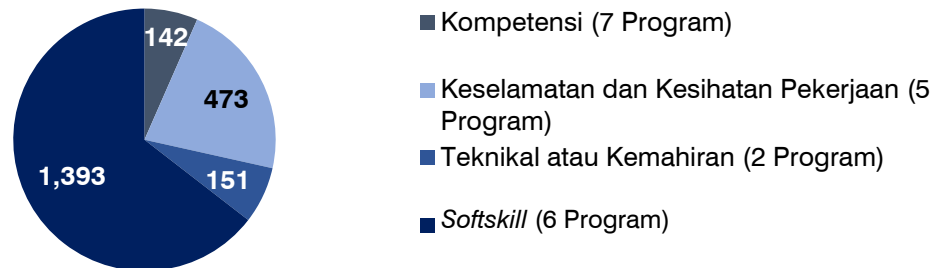 142
473
151
1,393
Kompetensi (7 Program)
Keselamatan dan Kesihatan Pekerjaan (5
Program)
Teknikal atau Kemahiran (2 Program)
Softskill (6 Program)